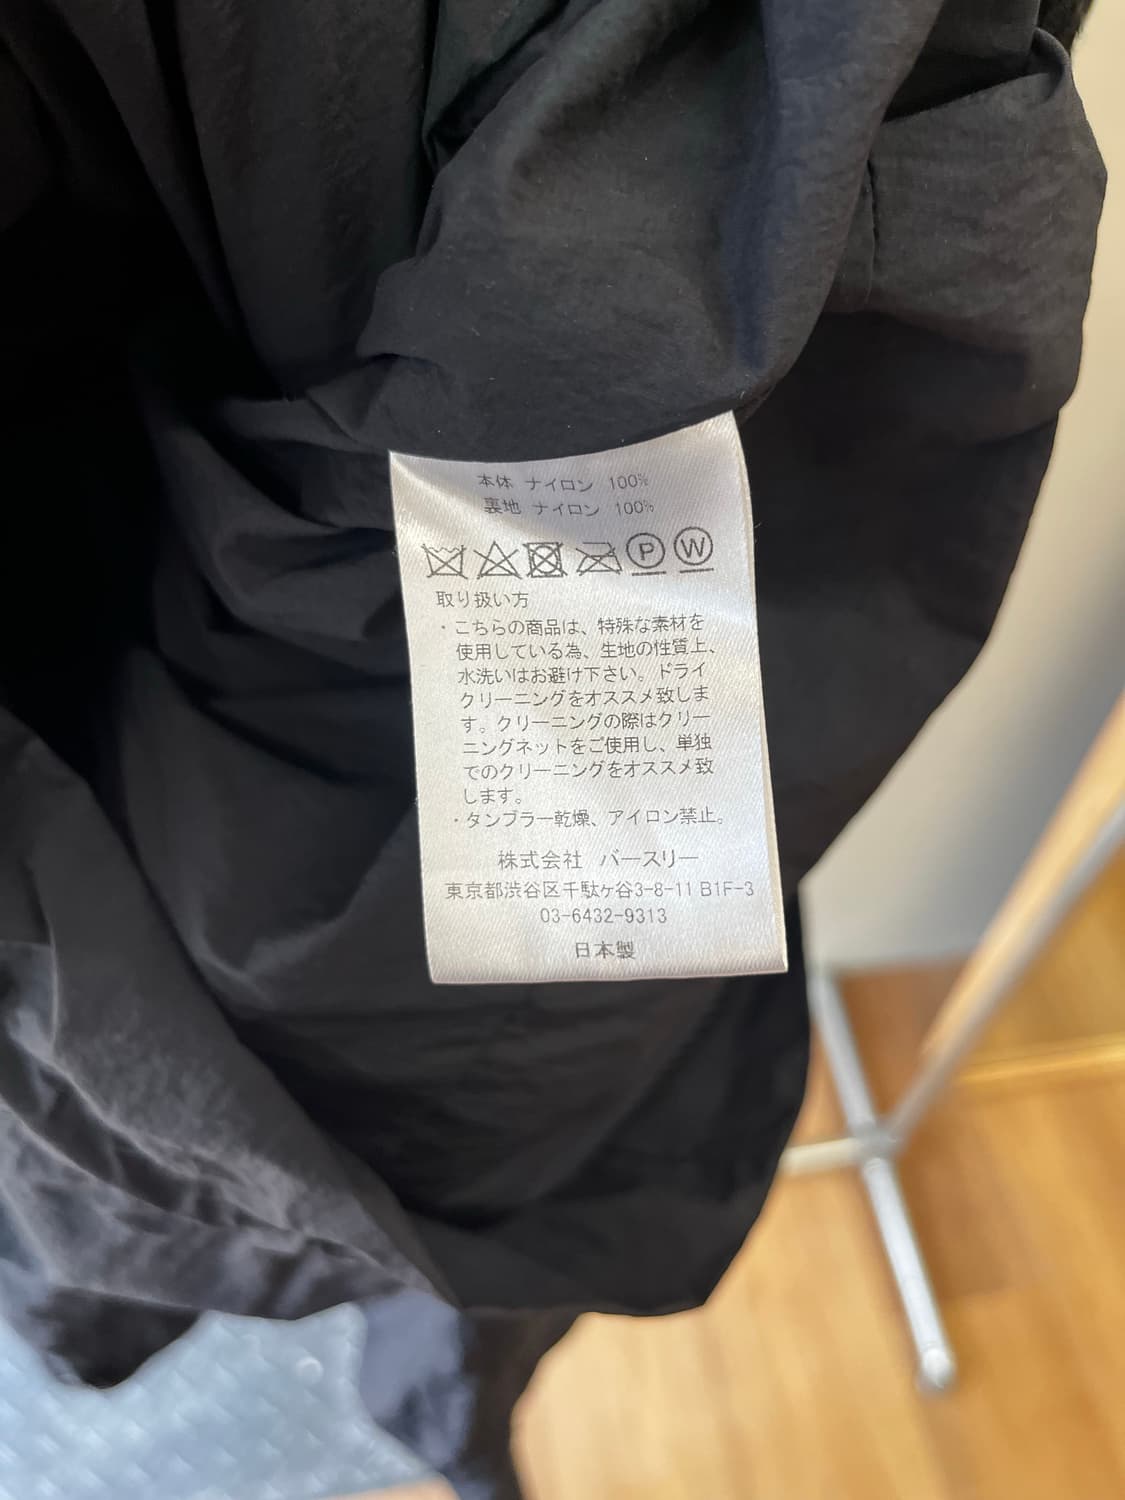 本体 ナイロン 100%
裏地 ナイロン 100%
P W
取り扱い方
・こちらの商品は、特殊な素材を
使用している為、生地の性質上、
水洗いはお避け下さい。ドライ
クリーニングをオススメ致しま
す。クリーニングの際はクリー
ニングネットをご使用し、単独
でのクリーニングをオススメ致
します。
・タンブラー乾燥、アイロン禁止。
株式会社 バースリー
東京都渋谷区千駄ヶ谷3-8-11 B1F-3
03-6432-9313
日本製